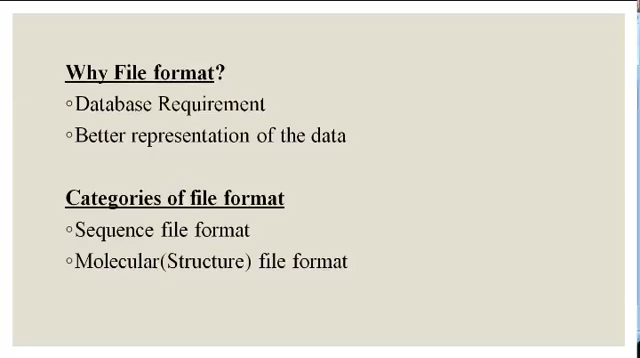 Why File format?
◦Database Requirement
◦Better representation of the data
Categories of file format
◦Sequence file format
◦Molecular(Structure) file format